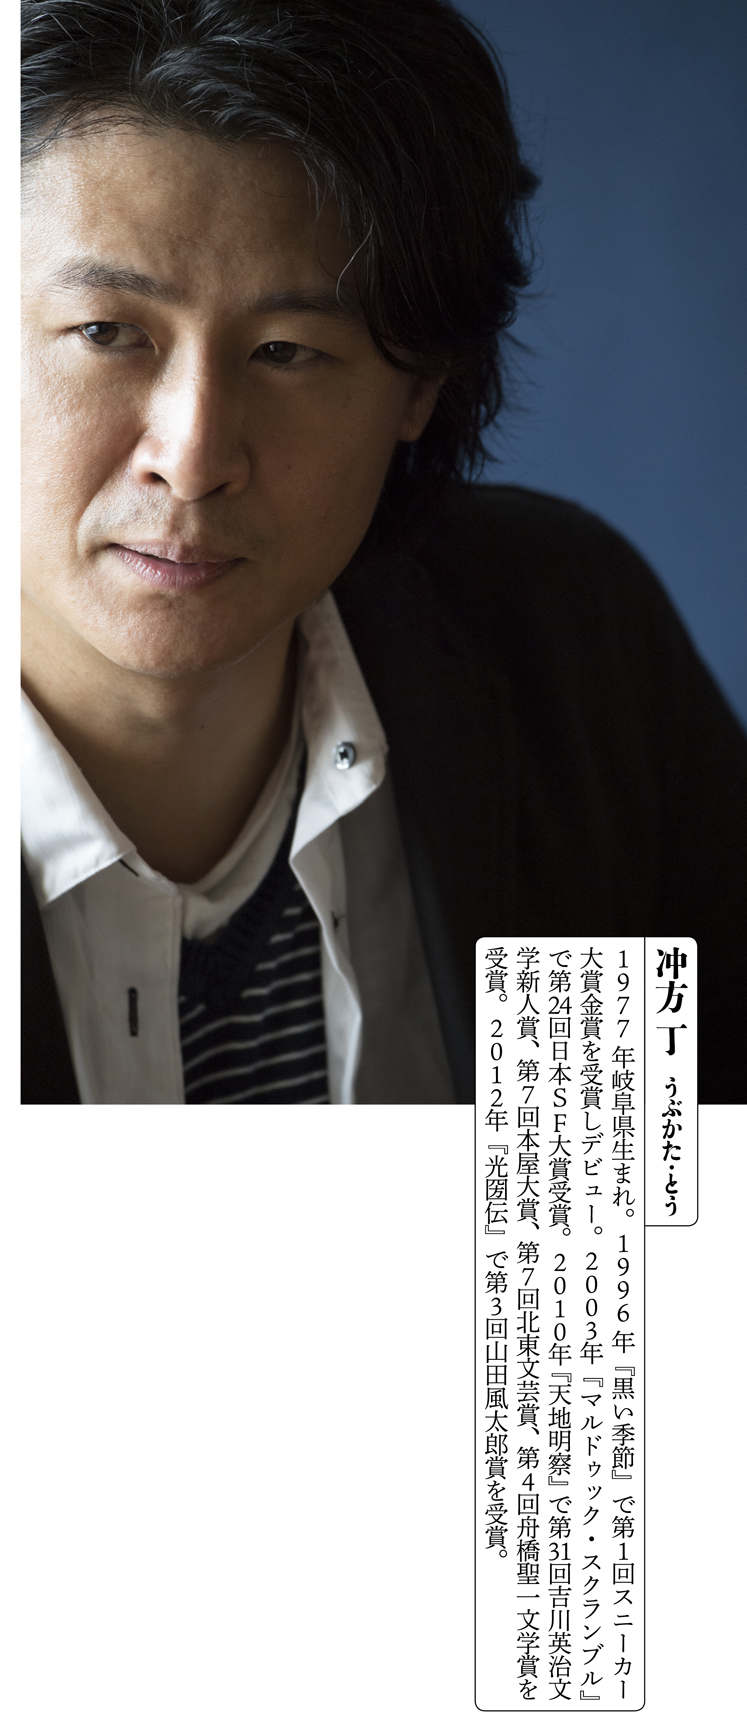 冲方 丁 うぶかた・とう
1977年岐阜県生まれ。1996年『黒い季節』で第1回スニーカー
大賞金賞を受賞しデビュー。2003年『マルドゥック・スクランブル』
で第24回日本SF大賞受賞。2010年『天地明察』で第31回吉川英治文
学新人賞、第7回本屋大賞、第7回北東文芸賞、第4回舟橋聖一文学賞を
受賞。2012年『光圀伝』で第3回山田風太郎賞を受賞。